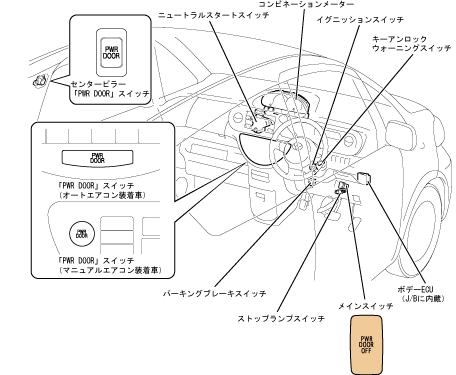 コンビネーションメーター
ニュートラルスタートスイッチ
イグニッションスイッチ
キーアンロック
ウォーニングスイッチ
PWR
DOOR
センターピラー
「PWR DOOR」スイッチ
PWR
DOOR
「PWR DOOR」スイッチ
(オートエアコン装着車)
PWR
DOOR
「PWR DOOR」スイッチ
(マニュアルエアコン装着車)
パーキングブレーキスイッチ
ストップランプスイッチ
メインスイッチ
ボデーECU
(J/Bに内蔵)
PWR
DOOR
OFF